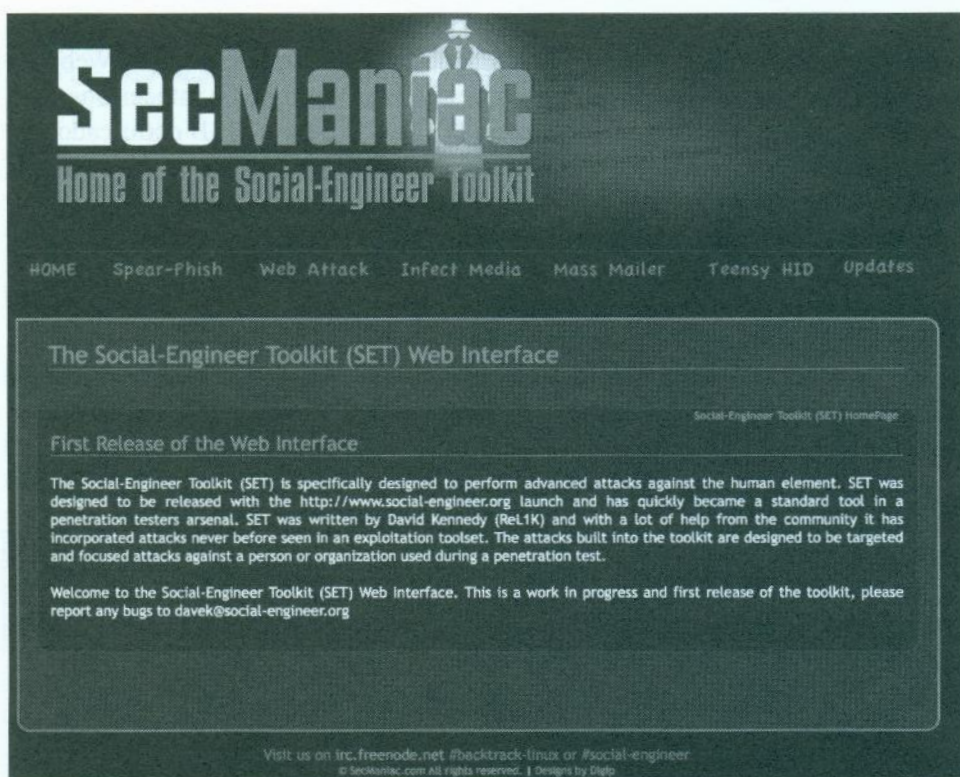 SecManiac
Home of the Social-Engineer Toolkit
HOME Spear-Phish Web Attack Infect Media Mass Mailer Teensy HID Updates
The Social-Engineer Toolkit (SET) Web Interface
Social-Engineer Toolkit (SET) HomePage
First Release of the Web Interface
The Social-Engineer Toolkit (SET) is specifically designed to perform advanced attacks against the human element. SET was
designed to be released with the http://www.social-engineer.org launch and has quickly became a standard tool in a
penetration testers arsenal. SET was written by David Kennedy (ReL1K) and with a lot of help from the community it has
incorporated attacks never before seen in an exploitation toolset. The attacks built into the toolkit are designed to be targeted
and focused attacks against a person or organization used during a penetration test.
Welcome to the Social-Engineer Toolkit (SET) Web Interface. This is a work in progress and first release of the toolkit, please
report any bugs to davek@social-engineer.org
Visit us on irc.freenode.net #backtrack-linux or #social-engineer
© SecManiac.com All rights reserved. | Designs by Digip